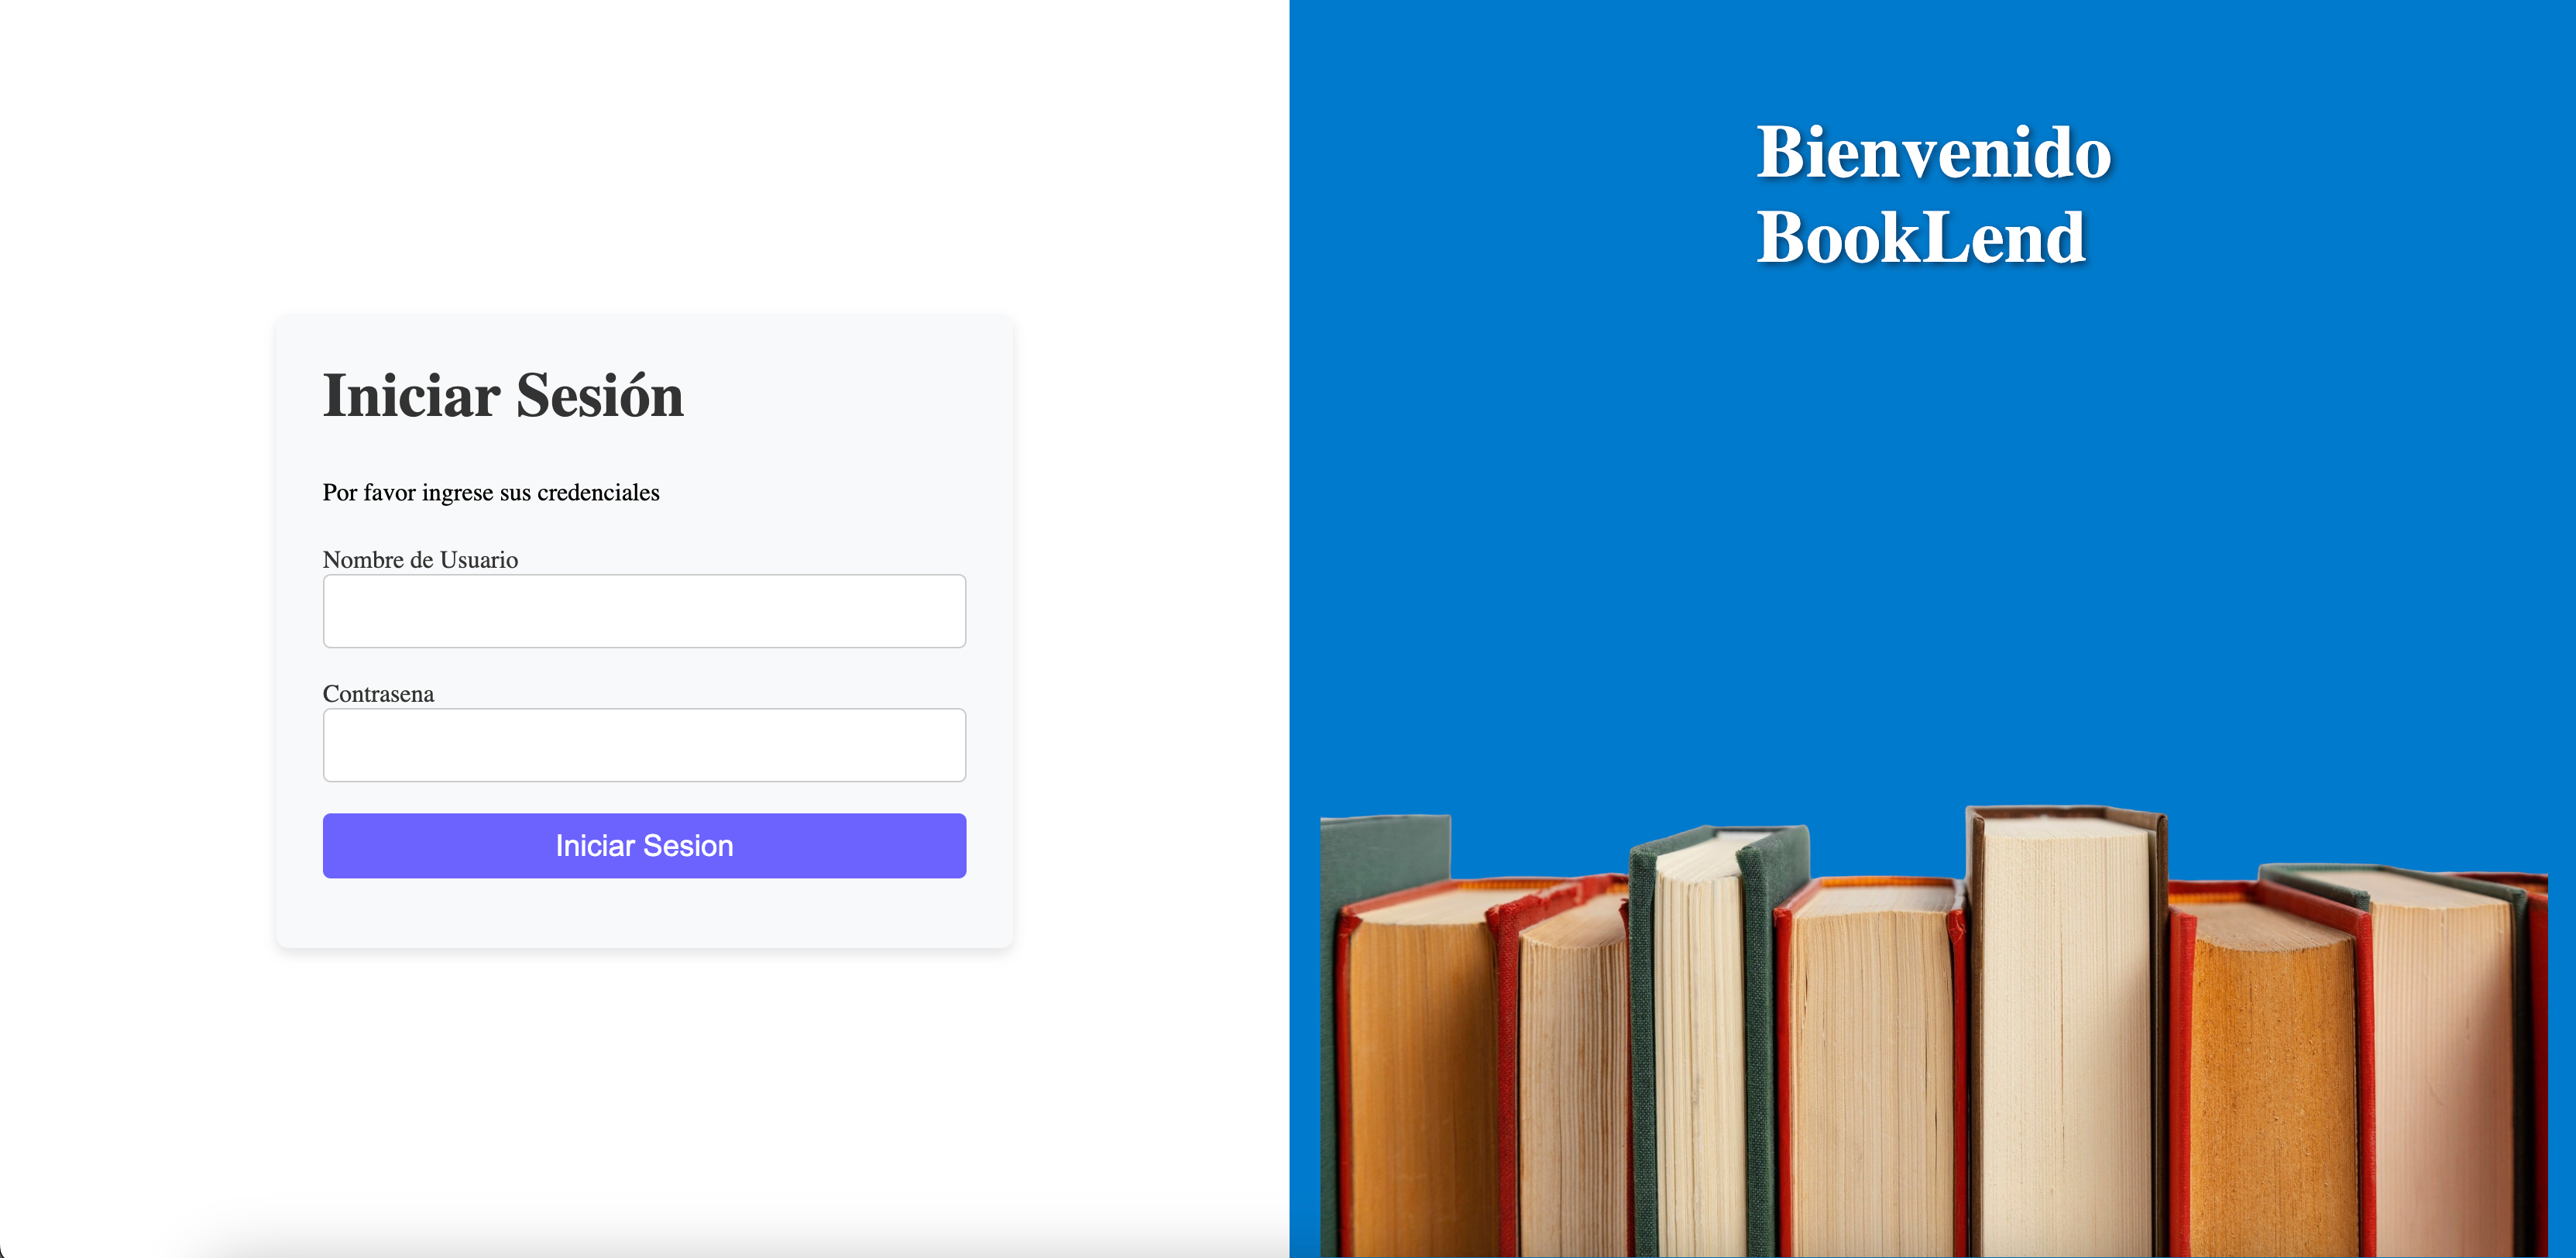 Iniciar Sesión
Por favor ingrese sus credenciales
Nombre de Usuario
Contrasena
Iniciar Sesion
Bienvenido
BookLend